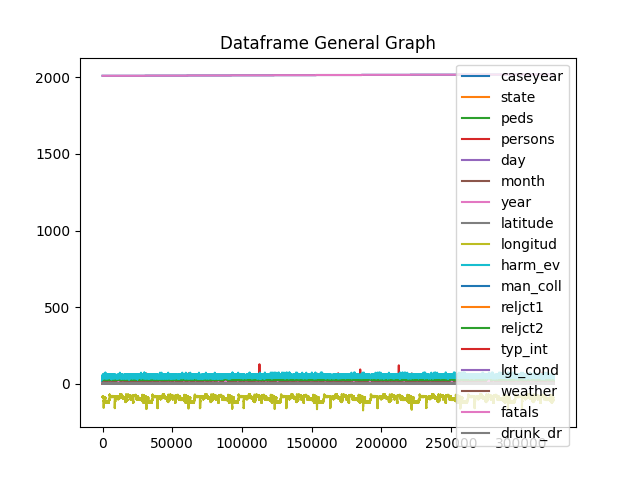 Dataframe General Graph
2000
1500
1000
500
0
0
50000
100000
150000
200000
250000
300000
caseyear
state
peds
persons
day
month
year
latitude
longitud
harm_ev
man_coll
reljct1
reljct2
typ_int
lgt_cond
weather
fatals
drunk_dr